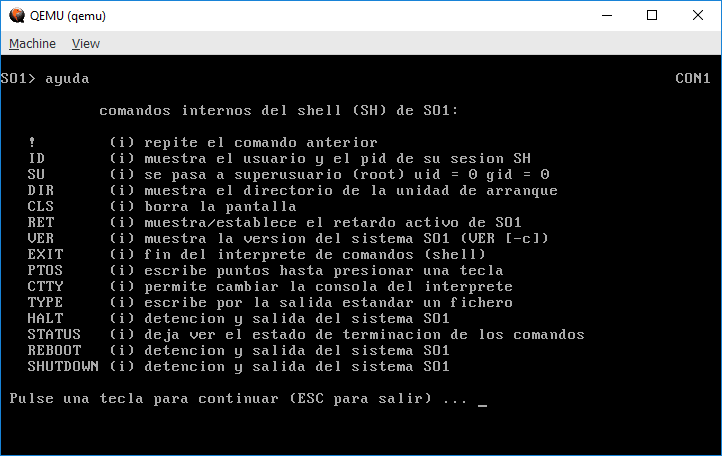 QEMU (qemu)
Machine View
SO1> ayuda CON1
comandos internos del shell (SH) de SO1:
! (i) repite el comando anterior
ID (i) muestra el usuario y el pid de su sesion SH
SU (i) se pasa a superusuario (root) uid = 0 gid = 0
DIR (i) muestra el directorio de la unidad de arranque
CLS (i) borra la pantalla
RET (i) muestra/establece el retardo activo de SO1
VER (i) muestra la version del sistema SO1 (VER [-c])
EXIT (i) fin del interprete de comandos (shell)
PTOS (i) escribe puntos hasta presionar una tecla
CTTY (i) permite cambiar la consola del interprete
TYPE (i) escribe por la salida estandar un fichero
HALT (i) detencion y salida del sistema SO1
STATUS (i) deja ver el estado de terminacion de los comandos
REBOOT (i) detencion y salida del sistema SO1
SHUTDOWN (i) detencion y salida del sistema SO1
Pulse una tecla para continuar (ESC para salir) ... _